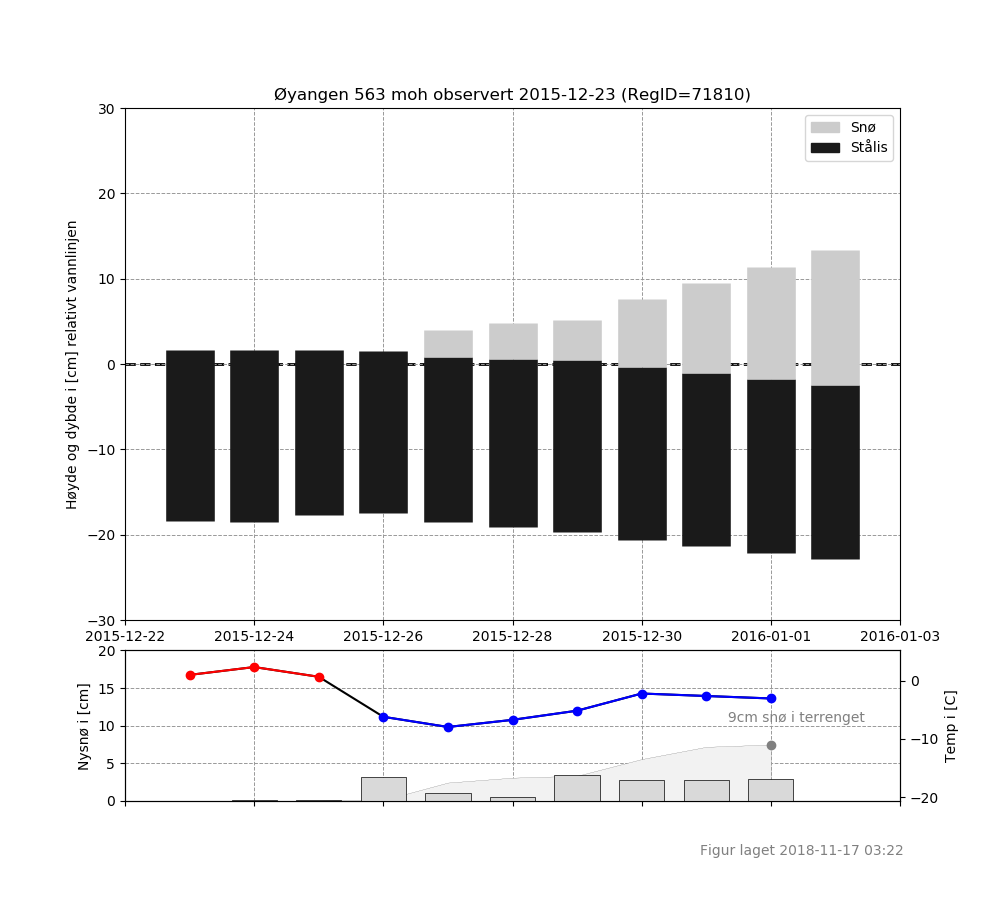 Øyangen 563 moh observert 2015-12-23 (RegID=71810)
30
20
10
0
−10
−20
−30
Høyde og dybde i [cm] relativt vannlinjen
Snø
Stålis
2015-12-22
2015-12-24
2015-12-26
2015-12-28
2015-12-30
2016-01-01
2016-01-03
20
15
10
5
0
Nysnø i [cm]
9cm snø i terrenget
0
−10
−20
Temp i [C]
Figur laget 2018-11-17 03:22